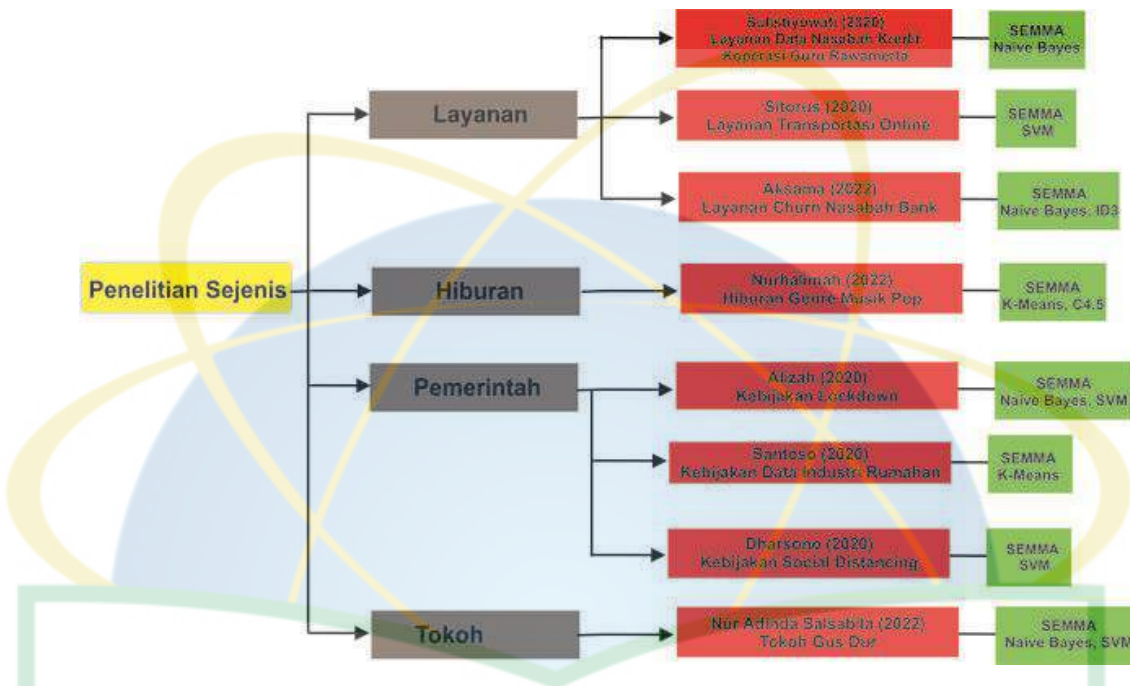 Penelitian Sejenis
Layanan
Sulistiyowati (2020)
Layanan Data Nasabah Kredit
Koperasi Guru Rawamerta
SEMMA
Naive Bayes
Sitorus (2020)
Layanan Transportasi Online
SEMMA
SVM
Aksama (2022)
Layanan Churn Nasabah Bank
SEMMA
Naive Bayes, ID3
Hiburan
Nurhalimah (2022)
Hiburan Genre Musik Pop
SEMMA
K-Means, C4.5
Pemerintah
(2020)
Kebijakan Lockdown
SEMMA
Naive Bayes, SVM
Santoso (2020)
Kebijakan Data Industri Rumahan
SEMMA
K-Means
Dharsono (2020)
Kebijakan Social Distancing
SEMMA
SVM
Tokoh
Nur Adinda Salsabila (2022)
Tokoh Gus Dur
SEMMA
Naive Bayes, SVM